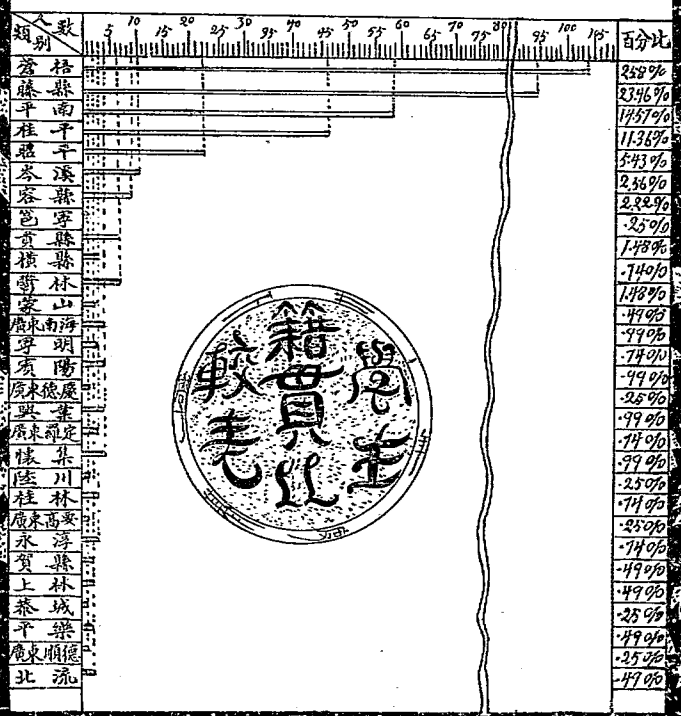 類別 人數
5 10 15 20 25 30 35 40 45 50 55 60 65 70 75 80 95 100 105
百分比
蒼梧 25.8%
藤縣 23.46%
平南 14.57%
桂平 11.36%
昭平 5.43%
岑溪 2.56%
容縣 2.22%
邕寧 .25%
貴縣 1.48%
橫縣 .74%
鬱林 1.48%
蒙山 .49%
廣東南海 .99%
寧明 .74%
賓陽 .99%
廣東德慶 .25%
興業 .99%
廣東羅定 .74%
懷集 .99%
陸川 .25%
桂林 .74%
廣東高要 .25%
永淳 .74%
賀縣 .49%
上林 .49%
恭城 .25%
平樂 .49%
廣東順德 .25%
北流 .49%
學生
籍貫比
較表